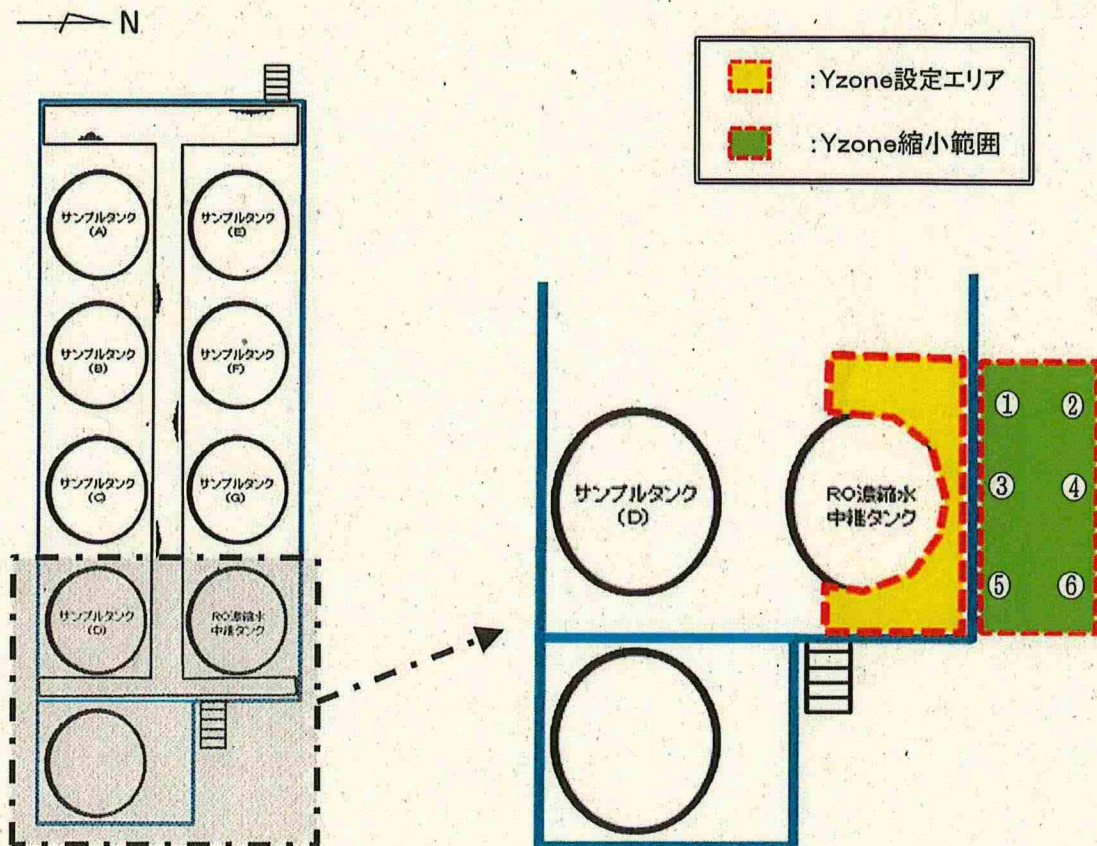 N
:Yzone設定エリア
:Yzone縮小範囲
サンプルタンク
(A)
サンプルタンク
(E)
サンプルタンク
(B)
サンプルタンク
(F)
サンプルタンク
(C)
サンプルタンク
(G)
サンプルタンク
(D)
RO濃縮水
中継タンク
サンプルタンク
(D)
RO濃縮水
中継タンク
① ②
③ ④
⑤ ⑥